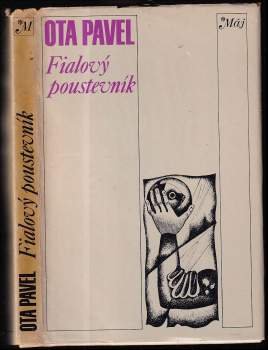 M
OTA PAVEL
Fialový poustevník
OTA PAVEL
Fialový
poustevník
Máj